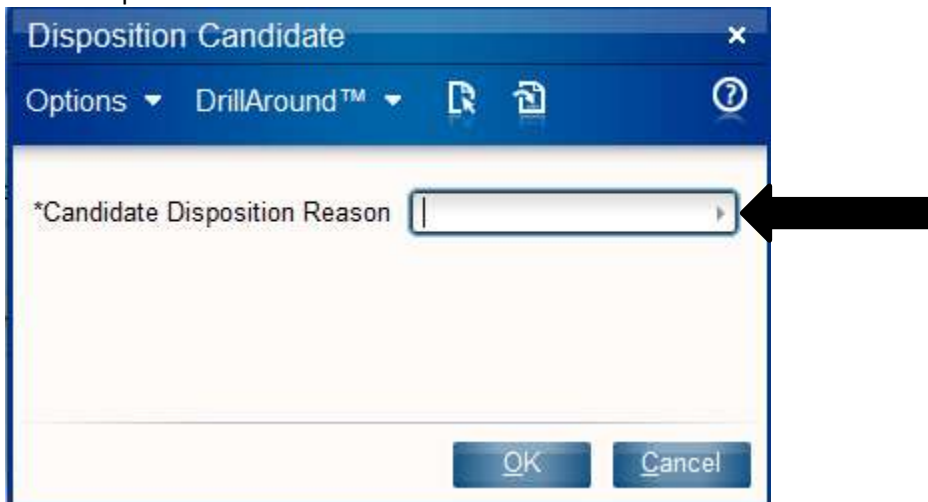 Disposition Candidate
Options DrillAround™
*Candidate Disposition Reason
OK Cancel